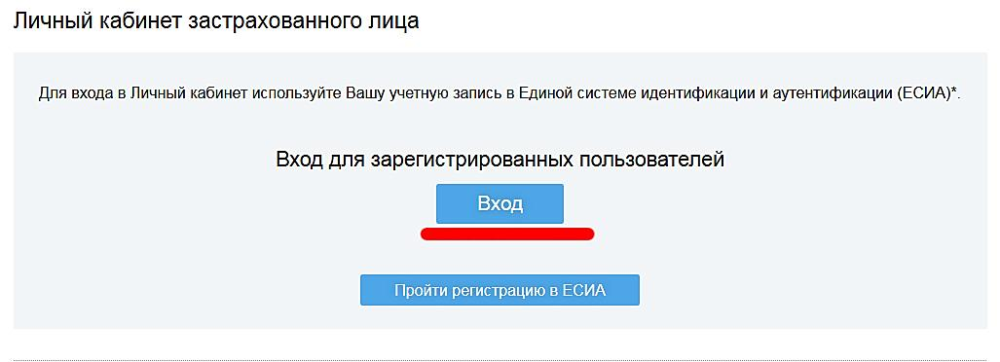 Личный кабинет застрахованного лица
Для входа в Личный кабинет используйте Вашу учетную запись в Единой системе идентификации и аутентификации (ЕСИА)*.
Вход для зарегистрированных пользователей
Вход
Пройти регистрацию в ЕСИА